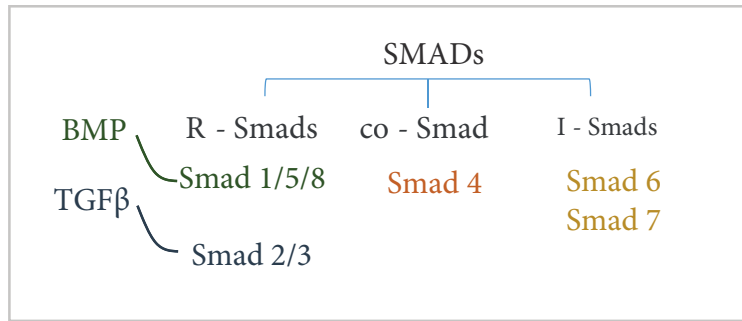 SMADs
BMP R - Smads co - Smad I - Smads
Smad 1/5/8 Smad 4 Smad 6
TGFβ Smad 7
Smad 2/3